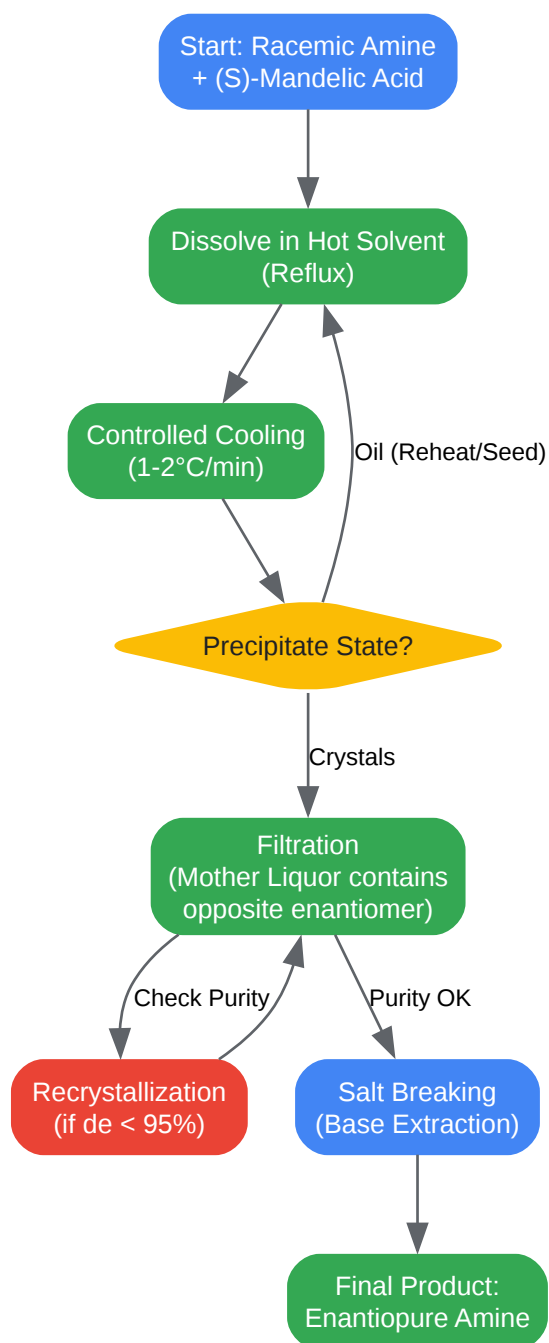 Start: Racemic Amine
+ (S)-Mandelic Acid
Dissolve in Hot Solvent
(Reflux)
Controlled Cooling
(1-2°C/min)
Oil (Reheat/Seed)
Precipitate State?
Crystals
Filtration
(Mother Liquor contains
opposite enantiomer)
Check Purity
Purity OK
Recrystallization
(if de < 95%)
Salt Breaking
(Base Extraction)
Final Product:
Enantiopure Amine